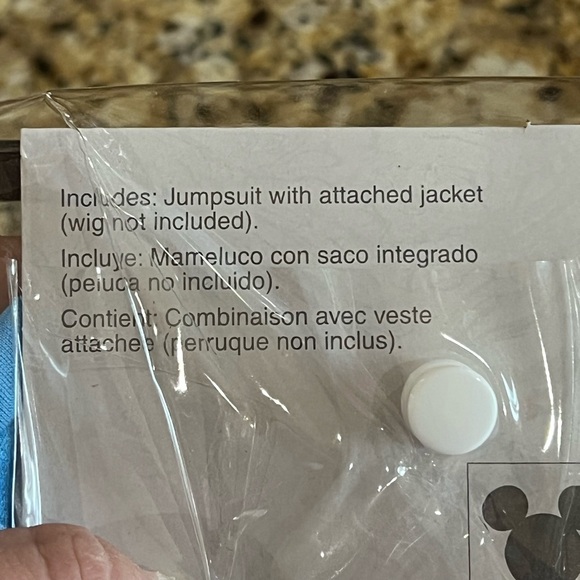 Includes: Jumpsuit with attached jacket
(wig not included).
Incluye: Mameluco con saco integrado
(peluca no incluido).
Contient: Combinaison avec veste
attachee (perruque non inclus).